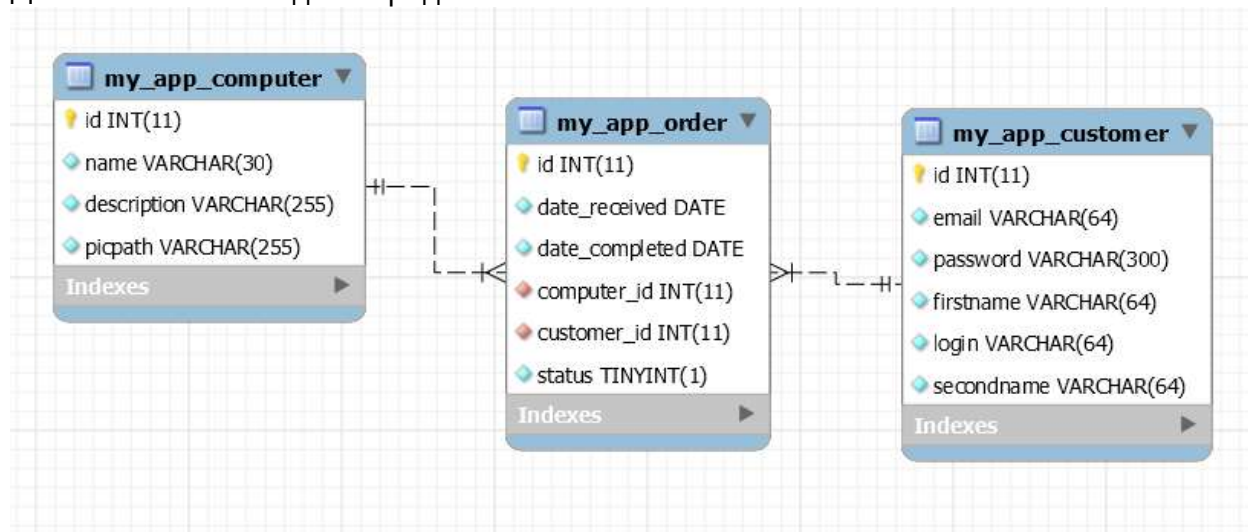 my_app_computer
id INT(11)
name VARCHAR(30)
description VARCHAR(255)
picpath VARCHAR(255)
Indexes
my_app_order
id INT(11)
date_received DATE
date_completed DATE
computer_id INT(11)
customer_id INT(11)
status TINYINT(1)
Indexes
my_app_customer
id INT(11)
email VARCHAR(64)
password VARCHAR(300)
firstname VARCHAR(64)
login VARCHAR(64)
secondname VARCHAR(64)
Indexes